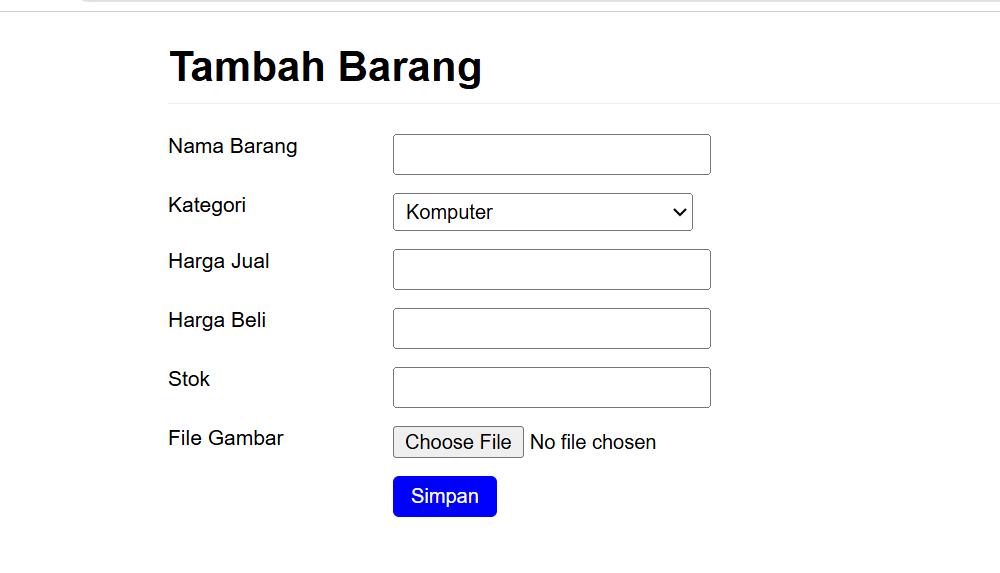 Tambah Barang
Nama Barang
Kategori Komputer
Harga Jual
Harga Beli
Stok
File Gambar Choose File No file chosen
Simpan